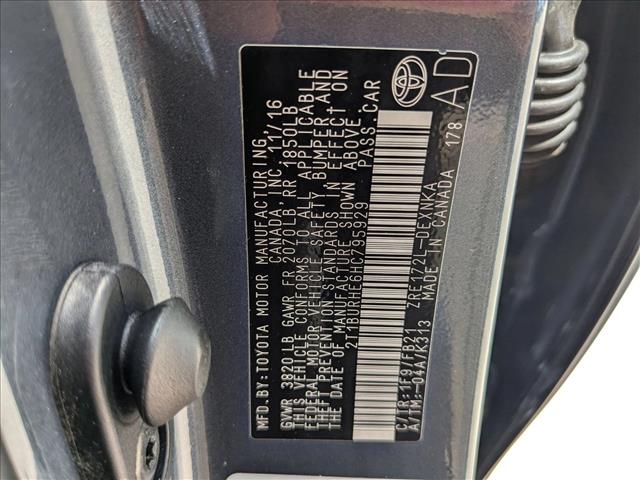 MFD.BY:TOYOTA MOTOR MANUFACTURING,
CANADA, INC. 11/16
GVWR 3820LB GAWR FR 2070LB, RR 1850LB
THIS VEHICLE CONFORMS TO ALL APPLICABLE
FEDERAL MOTOR VEHICLE SAFETY, BUMPER AND
THEFT PREVENTION STANDARDS IN EFFECT ON
THE DATE OF MANUFACTURE SHOWN ABOVE.
2T1BURHE6HC795929 PASS.CAR
C/TR:1F9/FB21 ZRE172L-DEXNKA
A/TM:-04A/K313 MADE IN CANADA 178
AD